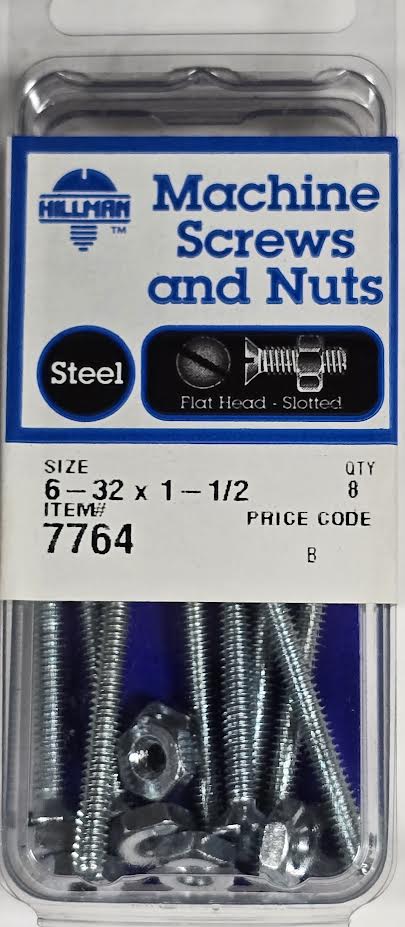 HILLMAN
TM
Machine
Screws
and Nuts
Steel
Flat Head - Slotted
SIZE
QTY
6-32 x 1-1/2
8
ITEM#
PRICE CODE
7764
B